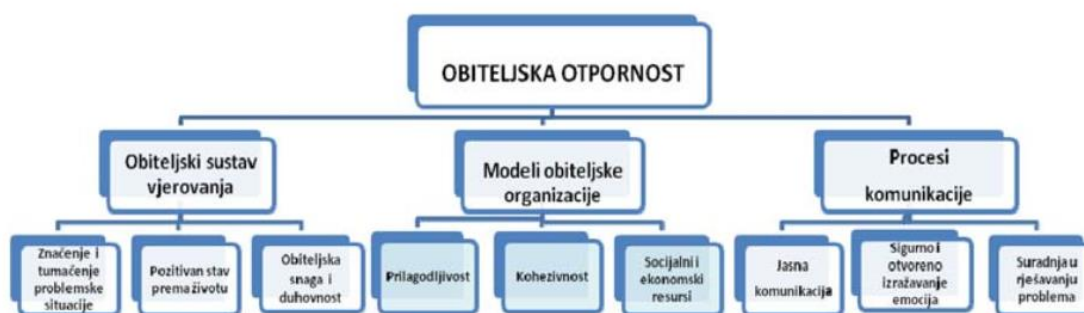 OBITELJSKA OTPORNOST
Obiteljski sustav
vjerovanja
Modeli obiteljske
organizacije
Procesi
komunikacije
Značenje i
tumačenje
problemske
situacije
Pozitivan stav
prema životu
Obiteljska
snaga i
duhovnost
Prilagodljivost
Kohezivnost
Socijalni i
ekonomski
resursi
Jasna
komunikacija
Sigurno i
otvoreno
izražavanje
emocija
Suradnja u
rješavanju
problema